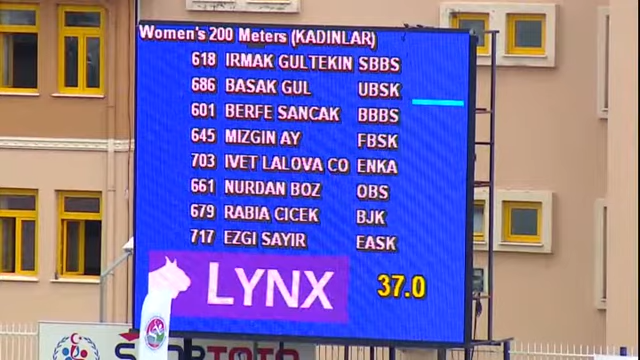 Women's 200 Meters (KADINLAR)
618 IRMAK GULTEKIN SBBS
686 BASAK GUL UBSK
601 BERFE SANCAK BBBS
645 MIZGIN AY FBSK
703 IVET LALOVA CO ENKA
661 NURDAN BOZ OBS
679 RABIA CICEK BJK
717 EZGI SAYIR EASK
LYNX 37.0